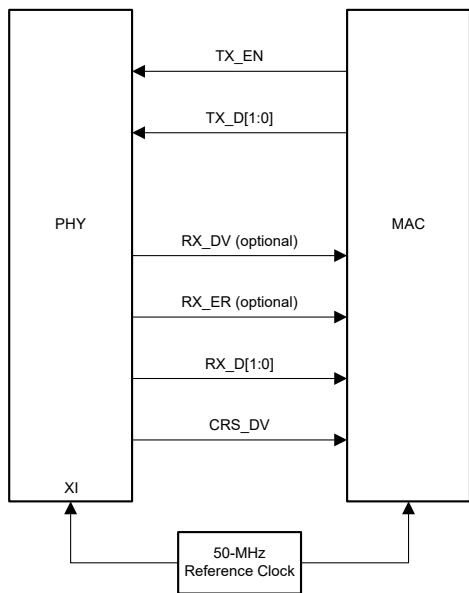 TX_EN
TX_D[1:0]
PHY
MAC
RX_DV (optional)
RX_ER (optional)
RX_D[1:0]
CRS_DV
XI
50-MHz
Reference Clock